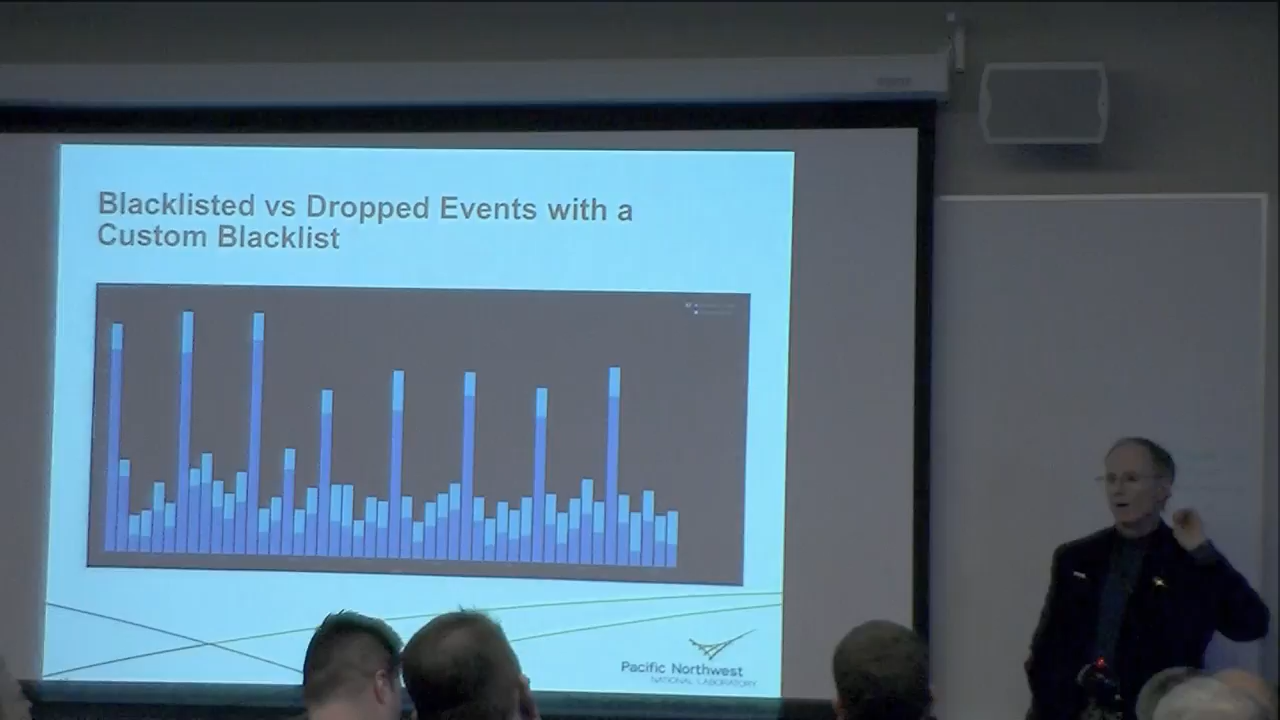 Blacklisted vs Dropped Events with a
Custom Blacklist
Pacific Northwest
NATIONAL LABORATORY